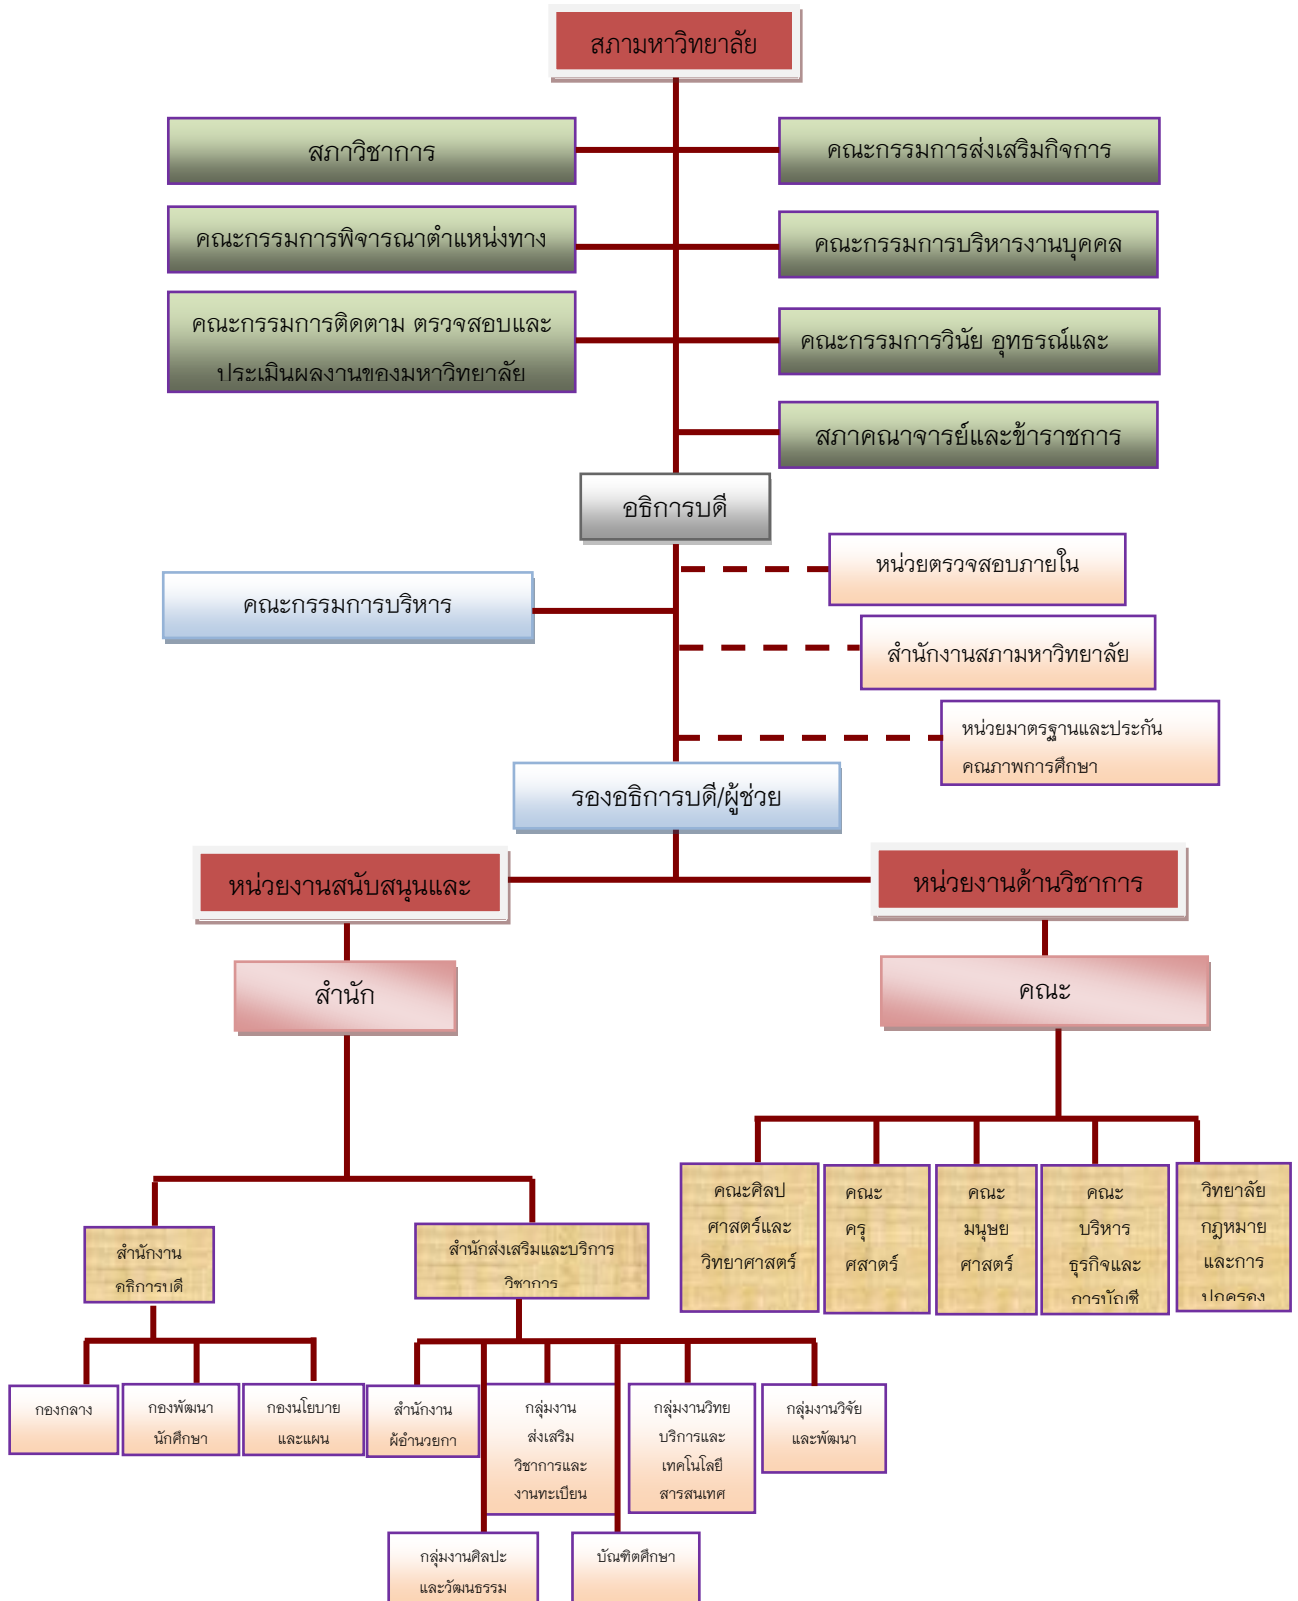 สภามหาวิทยาลัย
สภาวิชาการ
คณะกรรมการส่งเสริมกิจการ
คณะกรรมการพิจารณาตำแหน่งทาง
คณะกรรมการบริหารงานบุคคล
คณะกรรมการติดตาม ตรวจสอบและ
ประเมินผลงานของมหาวิทยาลัย
คณะกรรมการวินัย อุทธรณ์และ
สภาคณาจารย์และข้าราชการ
อธิการบดี
หน่วยตรวจสอบภายใน
คณะกรรมการบริหาร
สำนักงานสภามหาวิทยาลัย
หน่วยมาตรฐานและประกัน
คุณภาพการศึกษา
รองอธิการบดี/ผู้ช่วย
หน่วยงานสนับสนุนและ
หน่วยงานด้านวิชาการ
สำนัก
คณะ
คณะศิลป
ศาสตร์และ
วิทยาศาสตร์
คณะ
ครุ
ศสาตร์
คณะ
มนุษย
ศาสตร์
คณะ
บริหาร
ธุรกิจและ
การบัญชี
วิทยาลัย
กฎหมาย
และการ
ปกครอง
สำนักงาน
อธิการบดี
สำนักส่งเสริมและบริการ
วิชาการ
กองกลาง
กองพัฒนา
นักศึกษา
กองนโยบาย
และแผน
สำนักงาน
ผู้อำนวยกา
กลุ่มงาน
ส่งเสริม
วิชาการและ
งานทะเบียน
กลุ่มงานวิทย
บริการและ
เทคโนโลยี
สารสนเทศ
กลุ่มงานวิจัย
และพัฒนา
กลุ่มงานศิลปะ
และวัฒนธรรม
บัณฑิตศึกษา